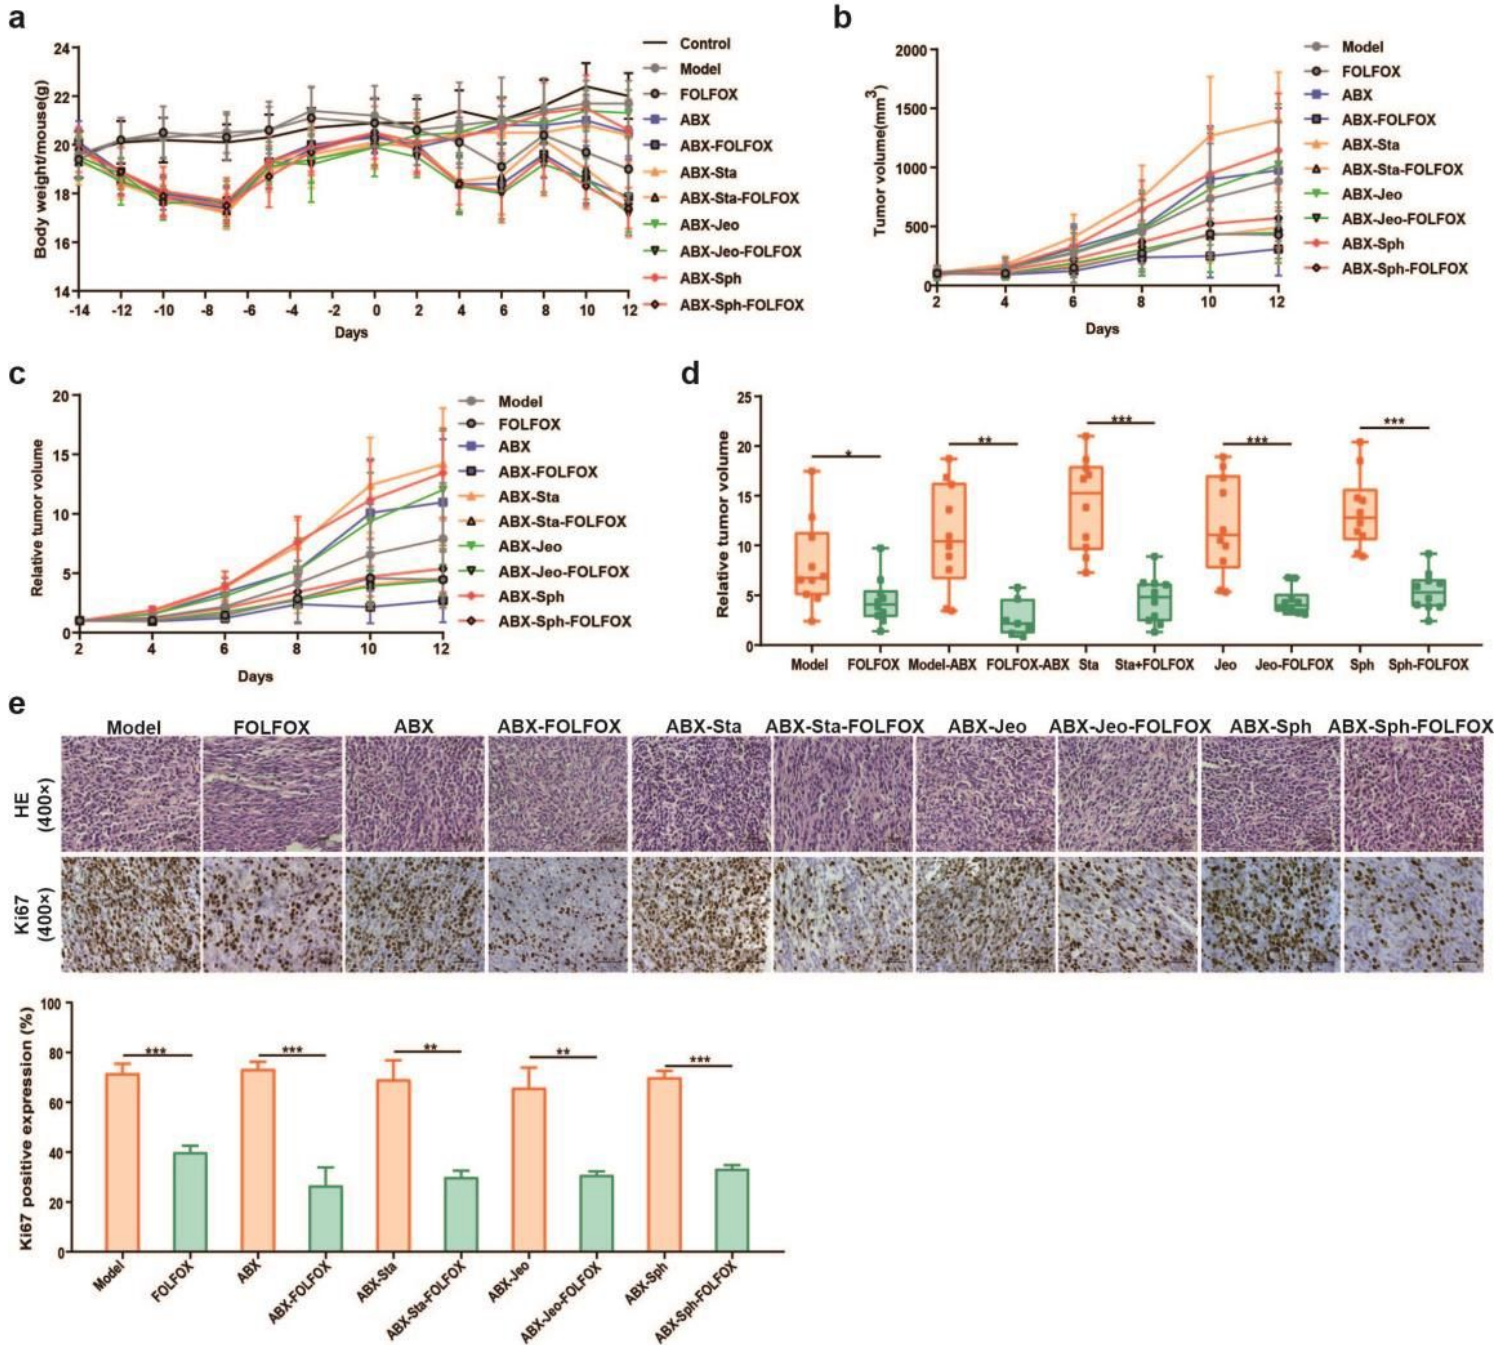 a
Body weight/mouse(g)
24
22
20
18
16
14
-14 -12 -10 -8 -6 -4 -2 0 2 4 6 8 10 12
Days
Control
Model
FOLFOX
ABX
ABX-FOLFOX
ABX-Sta
ABX-Sta-FOLFOX
ABX-Jeo
ABX-Jeo-FOLFOX
ABX-Sph
ABX-Sph-FOLFOX
b
Tumor volume(mm3)
2000
1500
1000
500
0
2 4 6 8 10 12
Days
Model
FOLFOX
ABX
ABX-FOLFOX
ABX-Sta
ABX-Sta-FOLFOX
ABX-Jeo
ABX-Jeo-FOLFOX
ABX-Sph
ABX-Sph-FOLFOX
c
Relative tumor volume
20
15
10
5
0
2 4 6 8 10 12
Days
Model
FOLFOX
ABX
ABX-FOLFOX
ABX-Sta
ABX-Sta-FOLFOX
ABX-Jeo
ABX-Jeo-FOLFOX
ABX-Sph
ABX-Sph-FOLFOX
d
Relative tumor volume
25
20
15
10
5
0
* ** *** *** ***
Model FOLFOX Model-ABX FOLFOX-ABX Sta Sta+FOLFOX Jeo Jeo-FOLFOX Sph Sph-FOLFOX
e
Model FOLFOX ABX ABX-FOLFOX ABX-Sta ABX-Sta-FOLFOX ABX-Jeo ABX-Jeo-FOLFOX ABX-Sph ABX-Sph-FOLFOX
HE
(400×)
Ki67
(400×)
Ki67 positive expression (%)
100
80
60
40
20
0
*** *** ** ** ***
Model FOLFOX ABX ABX-FOLFOX ABX-Sta ABX-Sta-FOLFOX ABX-Jeo ABX-Jeo-FOLFOX ABX-Sph ABX-Sph-FOLFOX